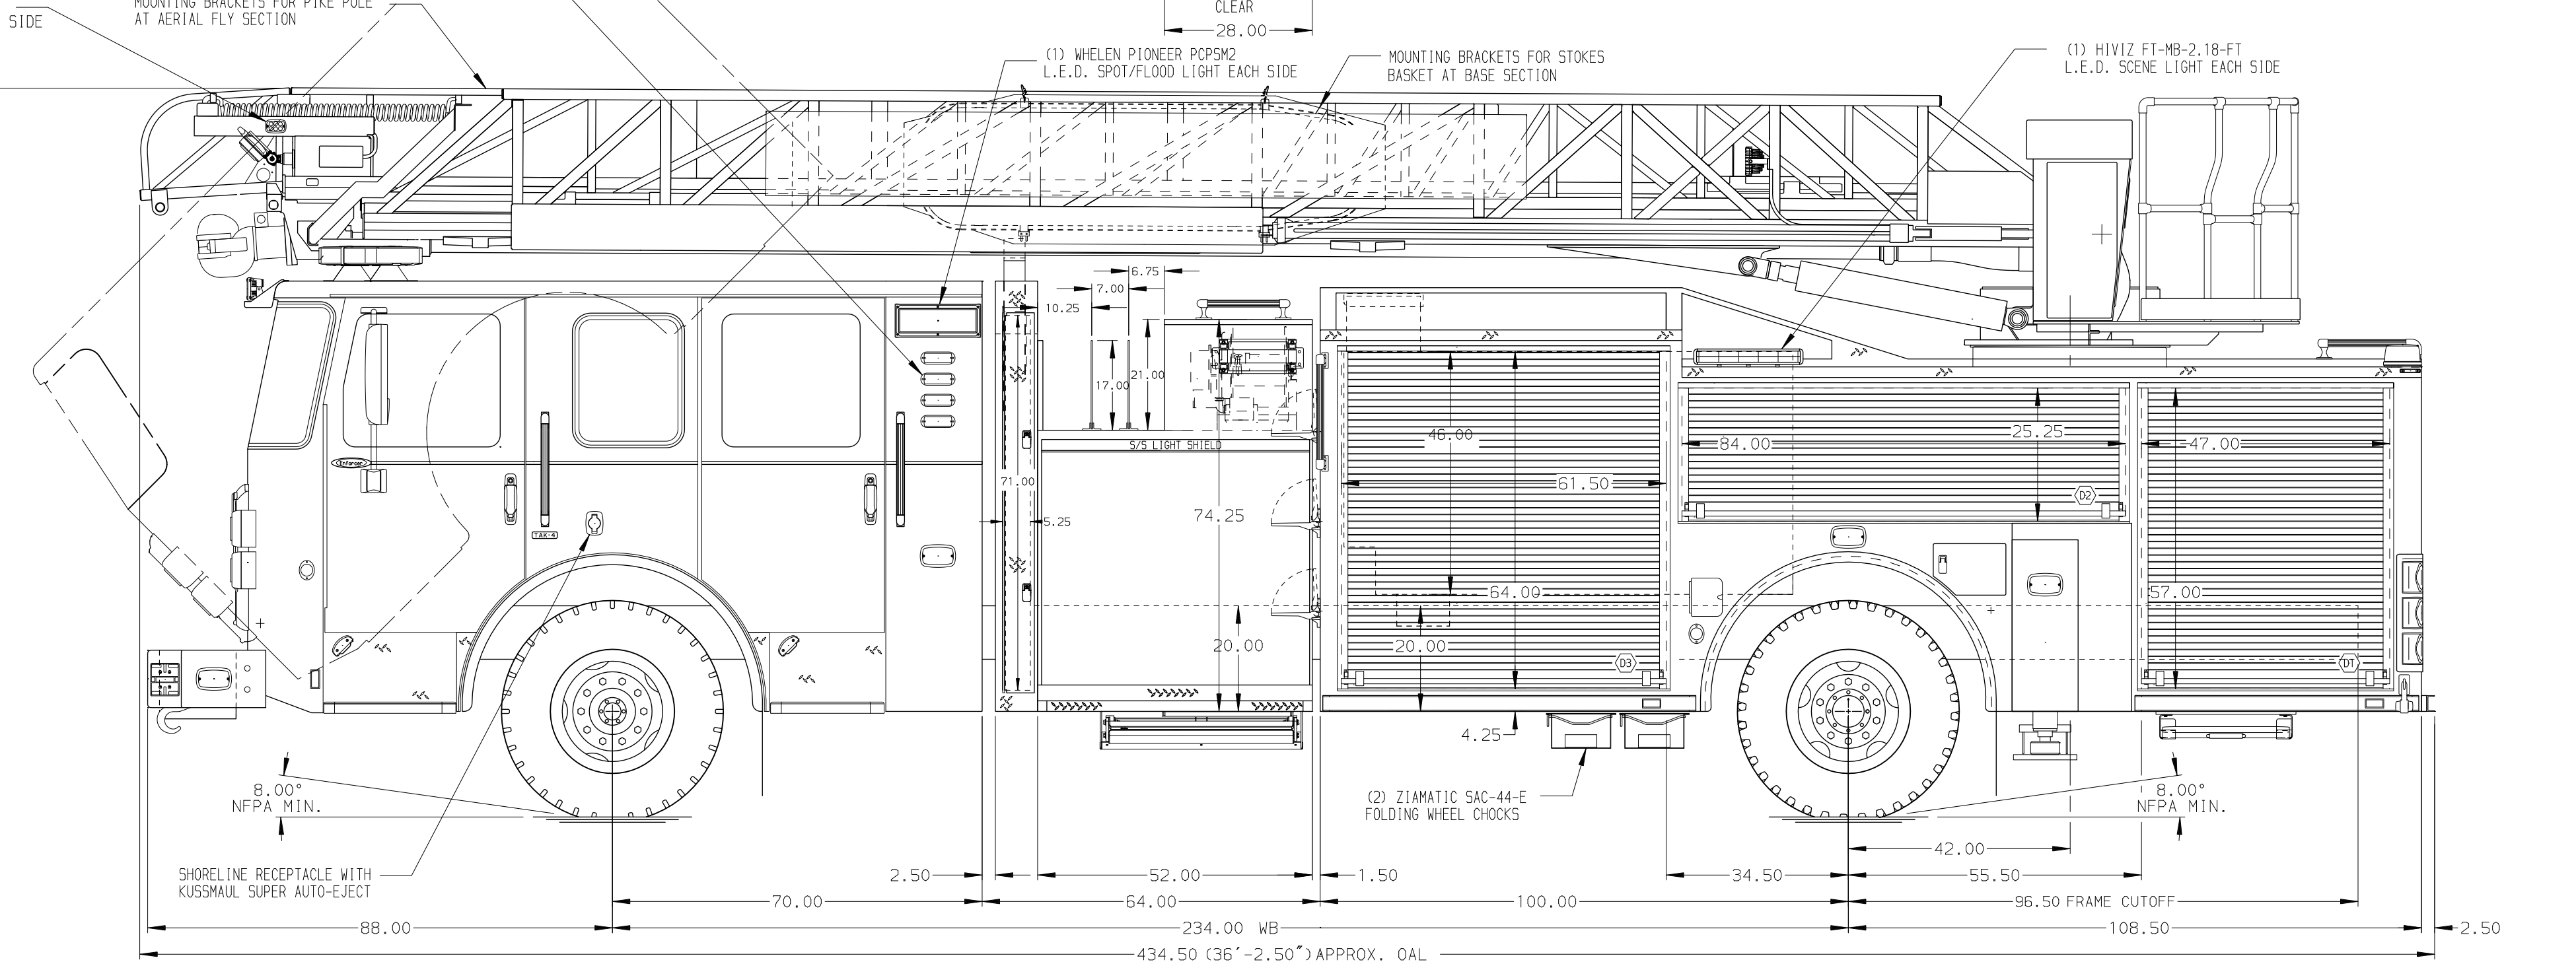 MOUNTING BRACKETS FOR PIKE POLE
AT AERIAL FLY SECTION
SIDE
CLEAR
28.00
(1) WHELEN PIONEER PCPSM2
L.E.D. SPOT/FLOOD LIGHT EACH SIDE
MOUNTING BRACKETS FOR STOKES
BASKET AT BASE SECTION
(1) HIVIZ FT-MB-2.18-FT
L.E.D. SCENE LIGHT EACH SIDE
6.75
7.00
10.25
17.00
21.00
S/S LIGHT SHIELD
46.00
84.00
25.25
47.00
Enforcer
71.00
61.50
D2
5.25
74.25
TAK-4
64.00
57.00
20.00
20.00
D3
D1
4.25
8.00°
NFPA MIN.
(2) ZIAMATIC SAC-44-E
FOLDING WHEEL CHOCKS
8.00°
NFPA MIN.
42.00
SHORELINE RECEPTACLE WITH
KUSSMAUL SUPER AUTO-EJECT
2.50
52.00
1.50
34.50
55.50
70.00
64.00
100.00
96.50 FRAME CUTOFF
88.00
234.00 WB
108.50
2.50
434.50 (36'-2.50") APPROX. OAL